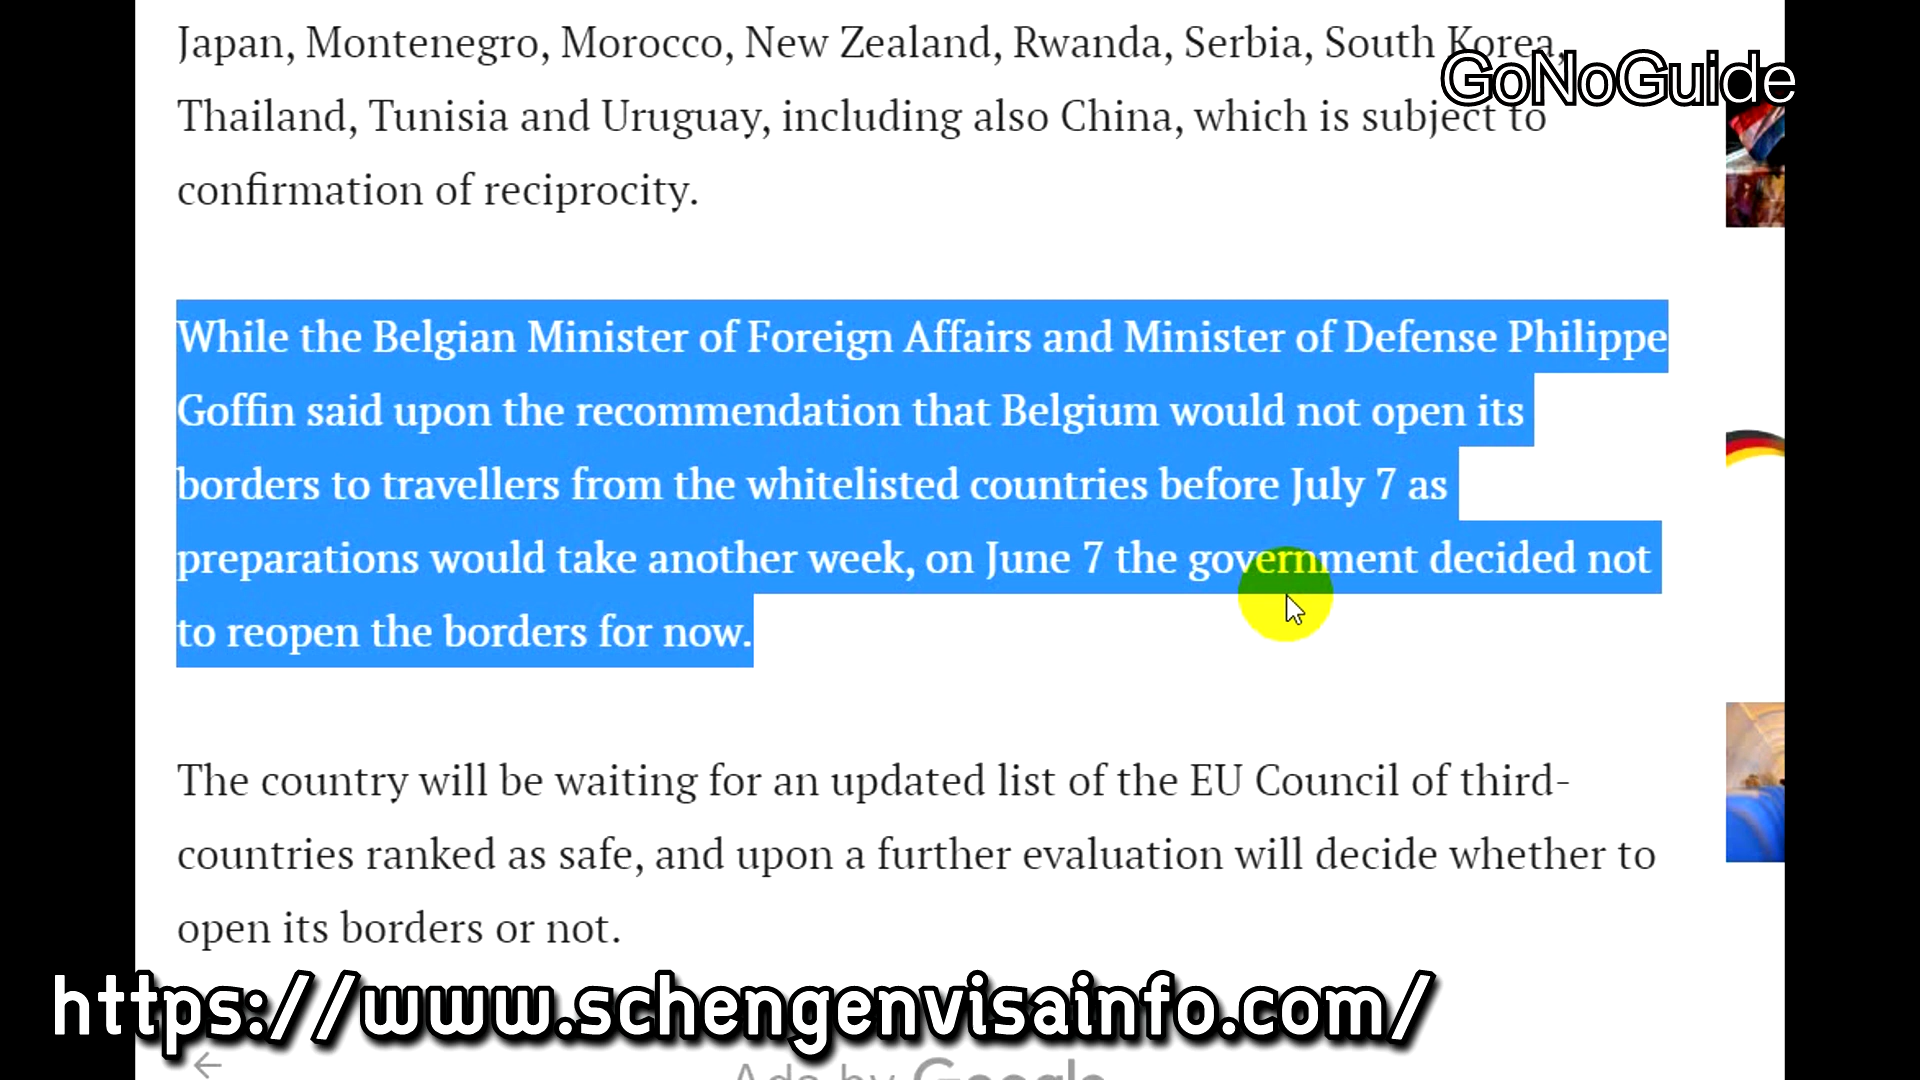 Japan, Montenegro, Morocco, New Zealand, Rwanda, Serbia, South Korea,
GoNoGuide
Thailand, Tunisia and Uruguay, including also China, which is subject to
confirmation of reciprocity.
While the Belgian Minister of Foreign Affairs and Minister of Defense Philippe
Goffin said upon the recommendation that Belgium would not open its
borders to travellers from the whitelisted countries before July 7 as
preparations would take another week, on June 7 the government decided not
to reopen the borders for now.
The country will be waiting for an updated list of the EU Council of third-
countries ranked as safe, and upon a further evaluation will decide whether to
open its borders or not.
https://www.schengenvisainfo.com/
Ads by Google